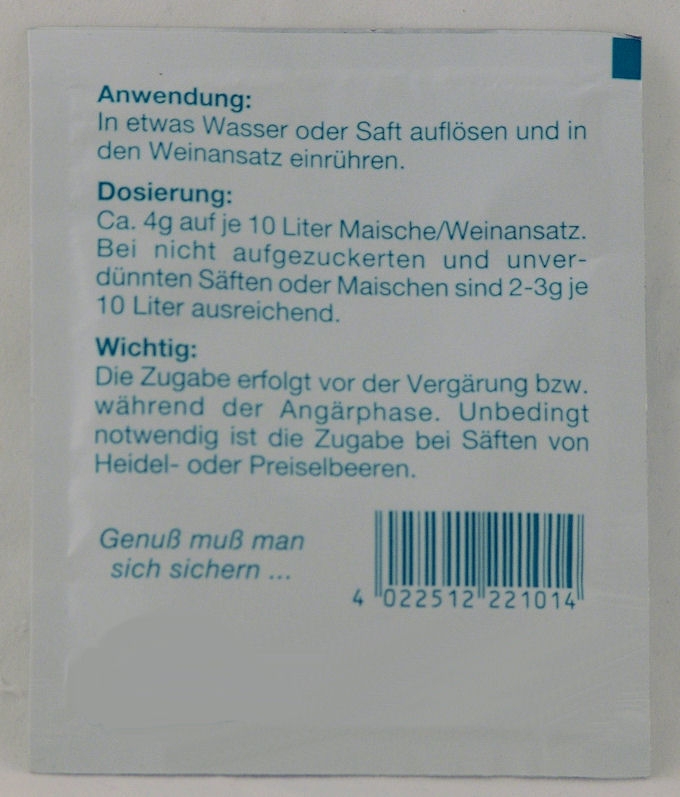 Anwendung:
In etwas Wasser oder Saft auflösen und in
den Weinansatz einrühren.
Dosierung:
Ca. 4g auf je 10 Liter Maische/Weinansatz.
Bei nicht aufgezuckerten und unver-
dünnten Säften oder Maischen sind 2-3g je
10 Liter ausreichend.
Wichtig:
Die Zugabe erfolgt vor der Vergärung bzw.
während der Angärphase. Unbedingt
notwendig ist die Zugabe bei Säften von
Heidel- oder Preiselbeeren.
Genuß muß man
sich sichern ...
4 022512 221014